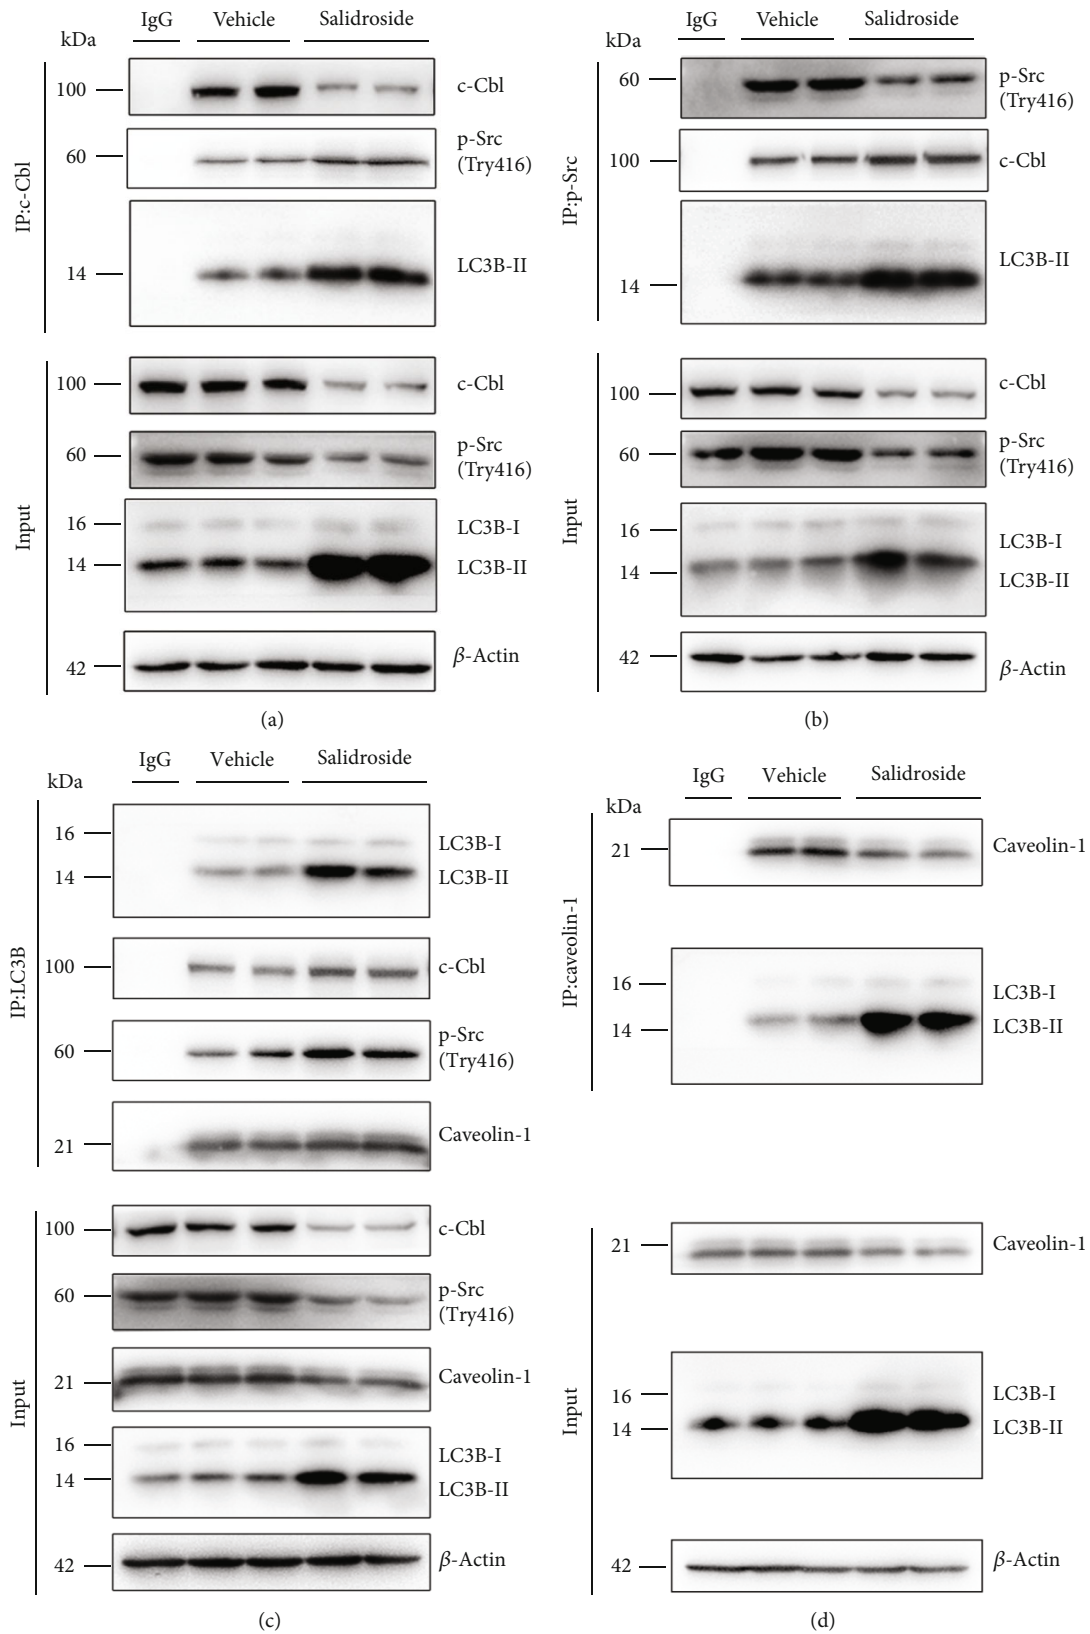 IgG Vehicle Salidroside
kDa
IP:c-Cbl
100 c-Cbl
60 p-Src
(Try416)
14 LC3B-II
Input
100 c-Cbl
60 p-Src
(Try416)
16 LC3B-I
14 LC3B-II
42 β-Actin
(a)
IgG Vehicle Salidroside
kDa
IP:p-Src
60 p-Src
(Try416)
100 c-Cbl
14 LC3B-II
Input
100 c-Cbl
60 p-Src
(Try416)
16 LC3B-I
14 LC3B-II
42 β-Actin
(b)
IgG Vehicle Salidroside
kDa
IP:LC3B
16 LC3B-I
14 LC3B-II
100 c-Cbl
60 p-Src
(Try416)
21 Caveolin-1
Input
100 c-Cbl
60 p-Src
(Try416)
21 Caveolin-1
16 LC3B-I
14 LC3B-II
42 β-Actin
(c)
IgG Vehicle Salidroside
kDa
IP:caveolin-1
21 Caveolin-1
16 LC3B-I
14 LC3B-II
Input
21 Caveolin-1
16 LC3B-I
14 LC3B-II
42 β-Actin
(d)